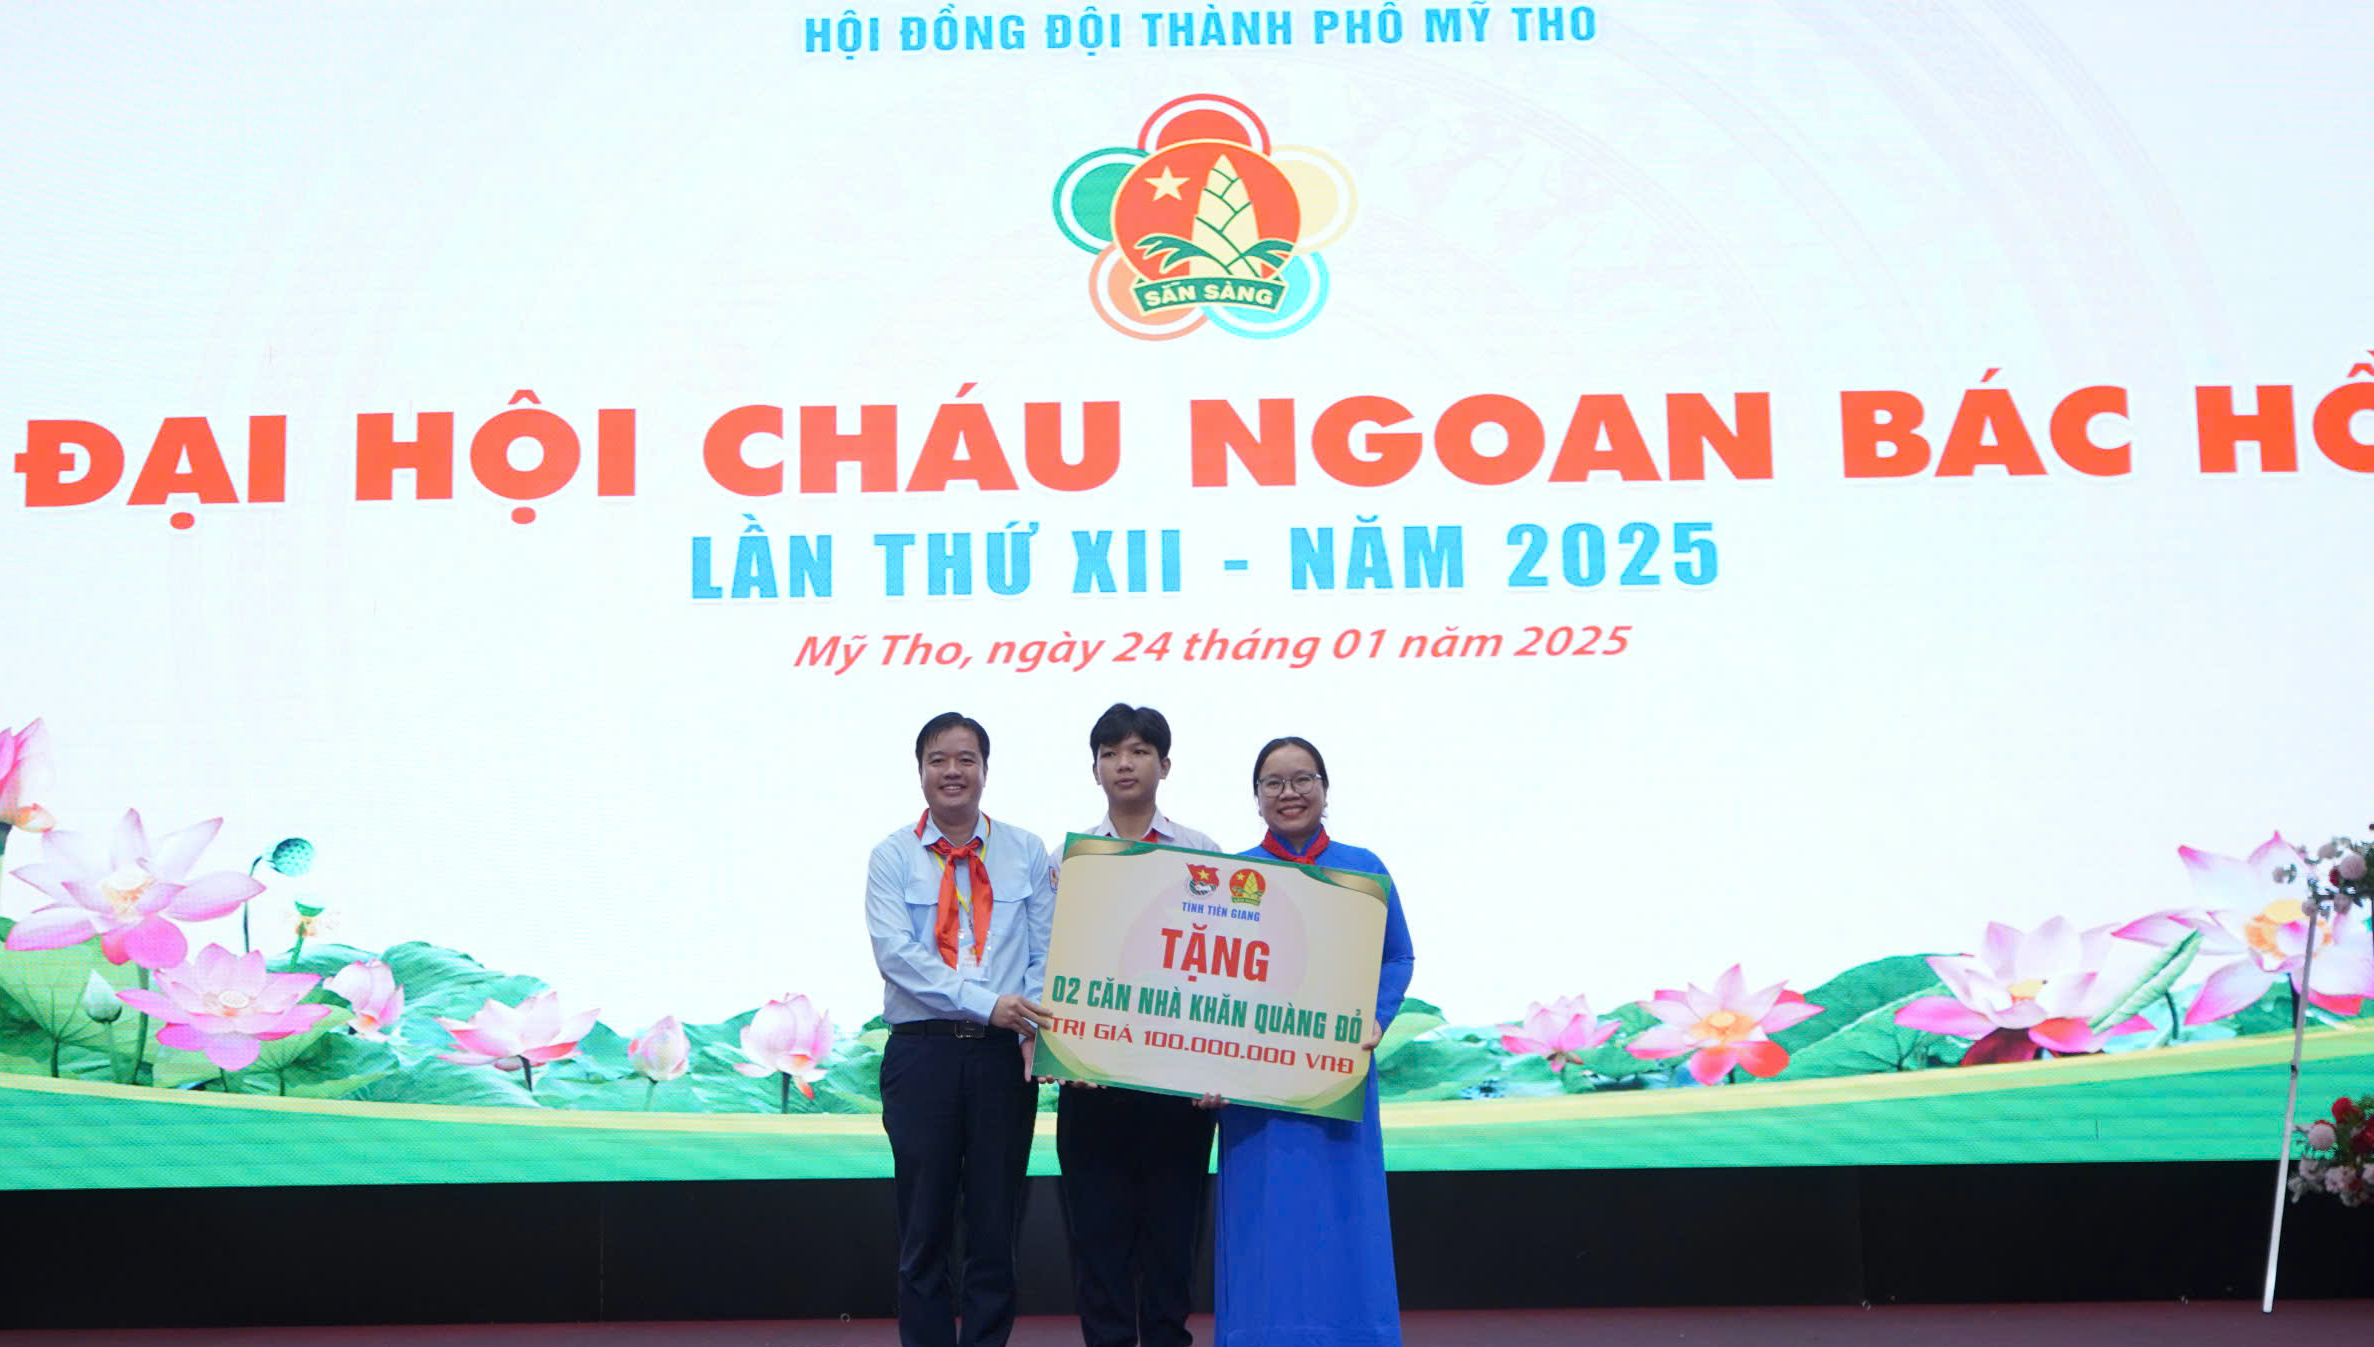 HỘI ĐỒNG ĐỘI THÀNH PHỐ MỸ THO
SẴN SÀNG
ĐẠI HỘI CHÁU NGOAN BÁC HỒ
LẦN THỨ XII - NĂM 2025
Mỹ Tho, ngày 24 tháng 01 năm 2025
TỈNH TIỀN GIANG
TẶNG
02 CĂN NHÀ KHĂN QUÀNG ĐỎ
TRỊ GIÁ 100.000.000 VNĐ